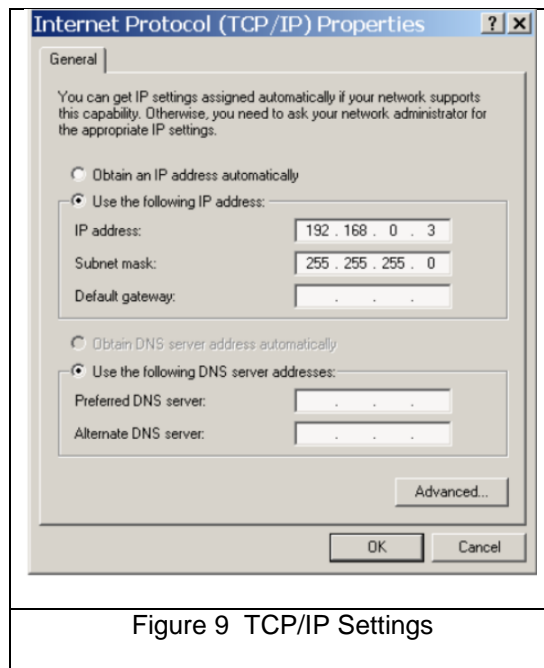 Internet Protocol (TCP/IP) Properties ? ×
General
You can get IP settings assigned automatically if your network supports
this capability. Otherwise, you need to ask your network administrator for
the appropriate IP settings.
Obtain an IP address automatically
Use the following IP address:
IP address: 192 . 168 . 0 . 3
Subnet mask: 255 . 255 . 255 . 0
Default gateway: . . .
Obtain DNS server address automatically
Use the following DNS server addresses:
Preferred DNS server: . . .
Alternate DNS server: . . .
Advanced...
OK Cancel
Figure 9 TCP/IP Settings